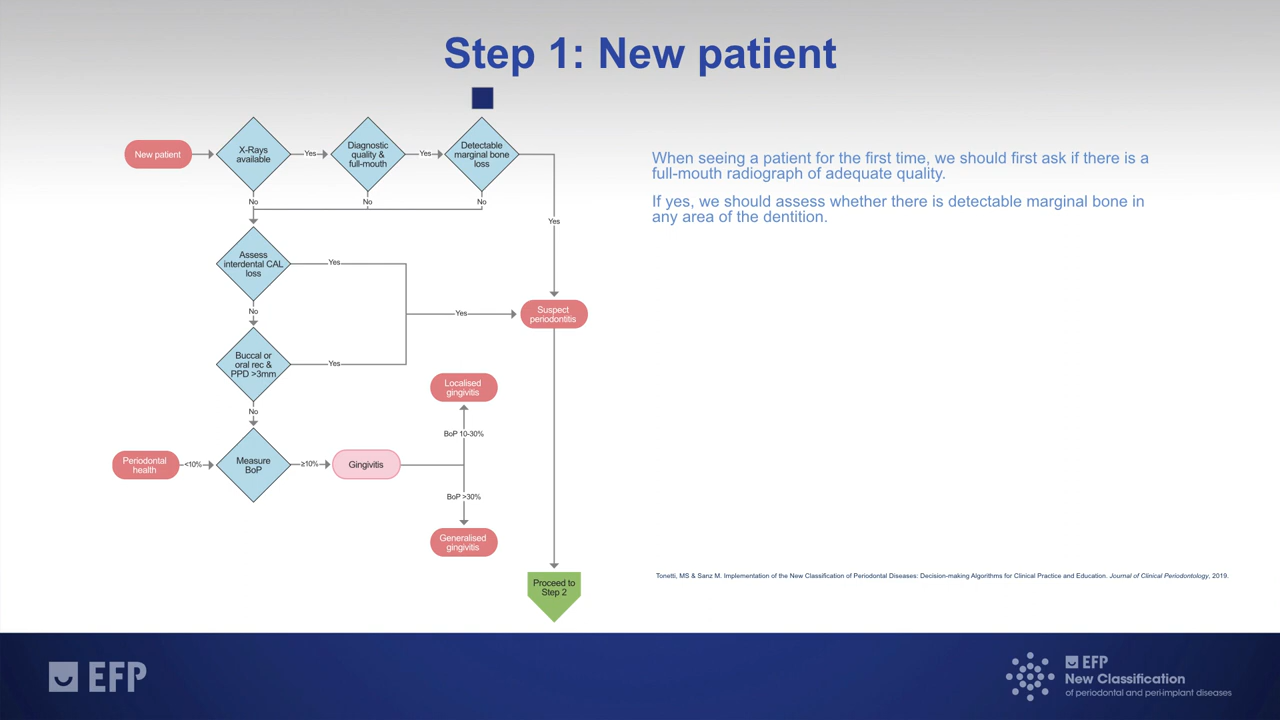 Step 1: New patient
New patient
X-Rays
available
Yes
Diagnostic
quality &
full-mouth
Yes
Detectable
marginal bone
loss
No
No
No
Yes
Assess
interdental CAL
loss
Yes
No
Yes
Suspect
periodontitis
Buccal or
oral rec &
PPD >3mm
Yes
No
Localised
gingivitis
BoP 10-30%
Periodontal
health
<10%
Measure
BoP
≥10%
Gingivitis
BoP >30%
Generalised
gingivitis
Proceed to
Step 2
When seeing a patient for the first time, we should first ask if there is a
full-mouth radiograph of adequate quality.
If yes, we should assess whether there is detectable marginal bone in
any area of the dentition.
Tonetti, MS & Sanz M. Implementation of the New Classification of Periodontal Diseases: Decision-making Algorithms for Clinical Practice and Education. Journal of Clinical Periodontology, 2019.
EFP
EFP
New Classification
of periodontal and peri-implant diseases